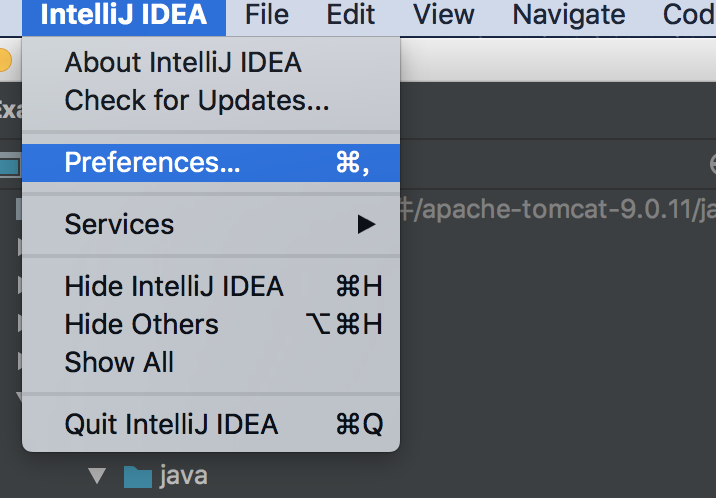 IntelliJ IDEA File Edit View Navigate Cod
About IntelliJ IDEA
Check for Updates...
Exa
Preferences... ⌘,
/apache-tomcat-9.0.11/ja
Services ▶
Hide IntelliJ IDEA ⌘H
Hide Others ⌥⌘H
Show All
Quit IntelliJ IDEA ⌘Q
java